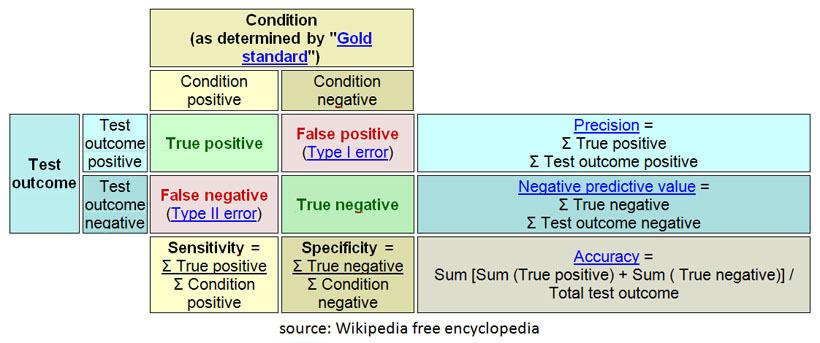 Condition
(as determined by "Gold
standard")
Condition
positive
Condition
negative
Test
outcome
Test
outcome
positive
True positive
False positive
(Type I error)
Precision =
Σ True positive
Σ Test outcome positive
Test
outcome
negative
False negative
(Type II error)
True negative
Negative predictive value =
Σ True negative
Σ Test outcome negative
Sensitivity =
Σ True positive
Σ Condition
positive
Specificity =
Σ True negative
Σ Condition
negative
Accuracy =
Sum [Sum (True positive) + Sum ( True negative)] /
Total test outcome
source: Wikipedia free encyclopedia